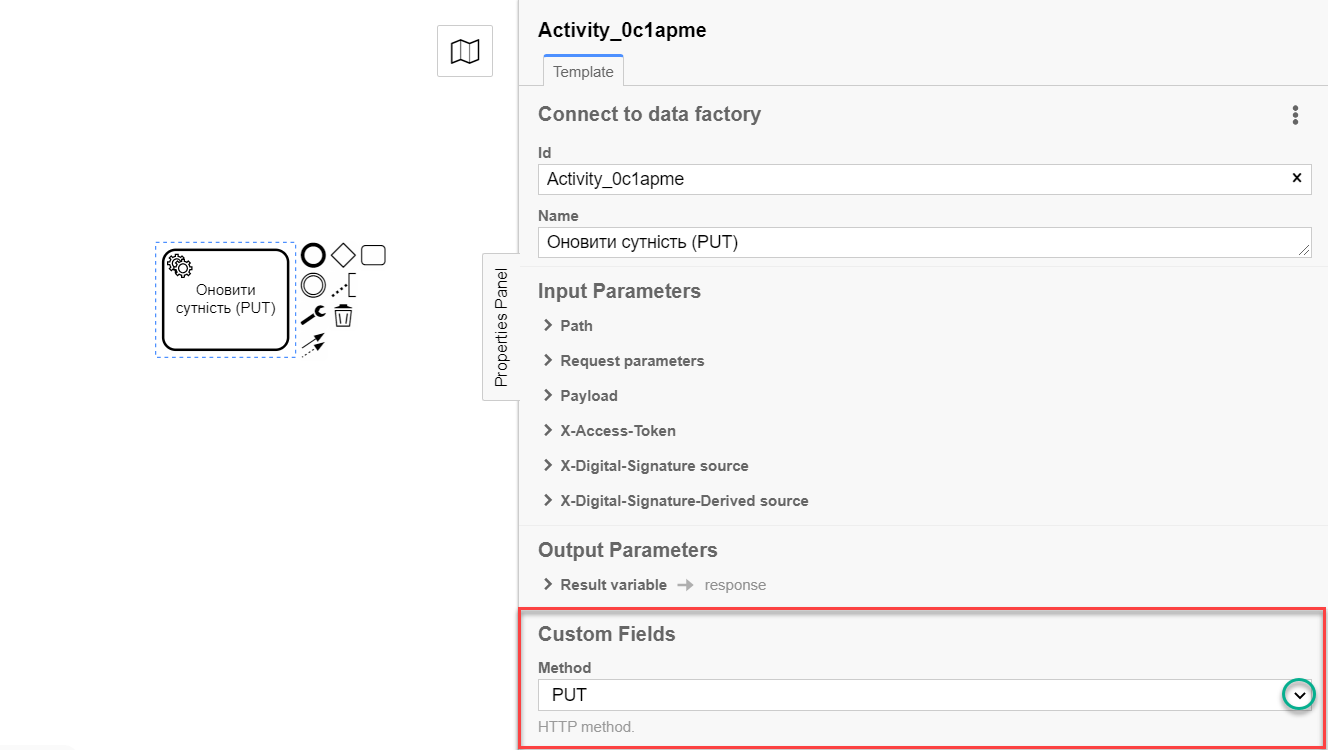 Activity_0c1apme
Template
Connect to data factory
Id
Activity_0c1apme
Name
Оновити сутність (PUT)
Оновити
сутність (PUT)
Properties Panel
Input Parameters
Path
Request parameters
Payload
X-Access-Token
X-Digital-Signature source
X-Digital-Signature-Derived source
Output Parameters
Result variable → response
Custom Fields
Method
PUT
HTTP method.